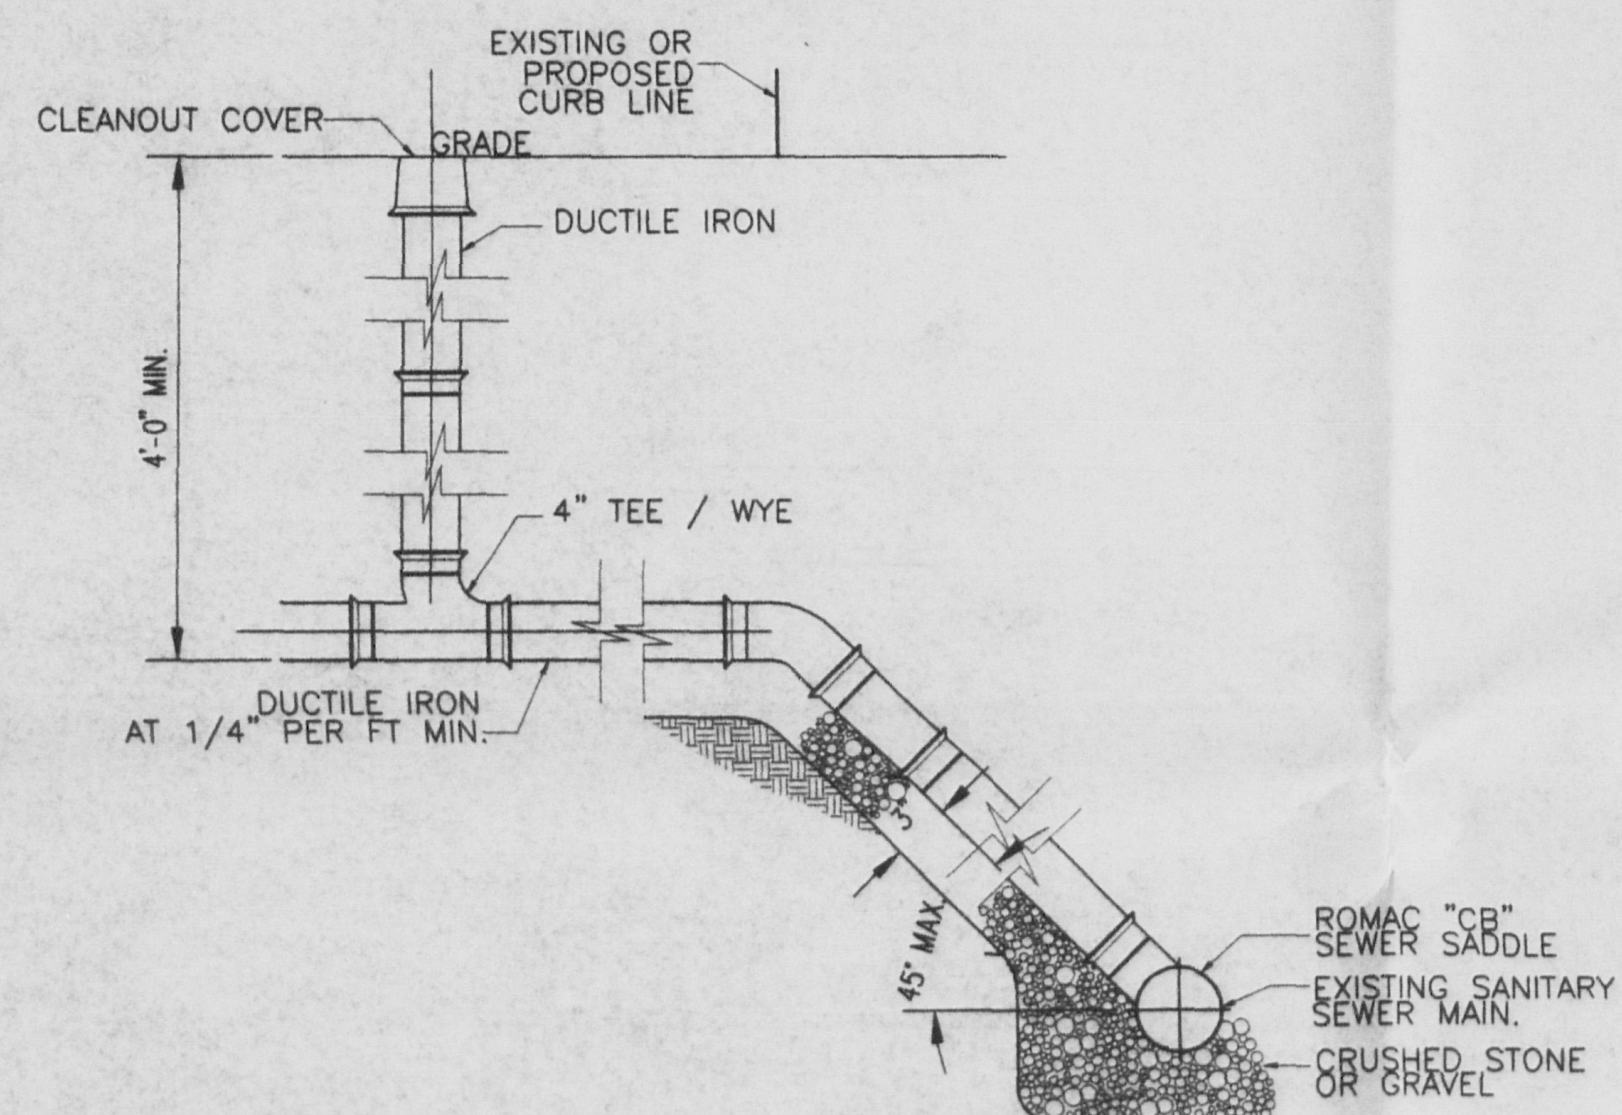 EXISTING OR
PROPOSED
CURB LINE
CLEANOUT COVER
GRADE
DUCTILE IRON
4'-0" MIN.
4" TEE / WYE
DUCTILE IRON
AT 1/4" PER FT MIN.
3"
45° MAX.
ROMAC "CB"
SEWER SADDLE
EXISTING SANITARY
SEWER MAIN.
CRUSHED STONE
OR GRAVEL